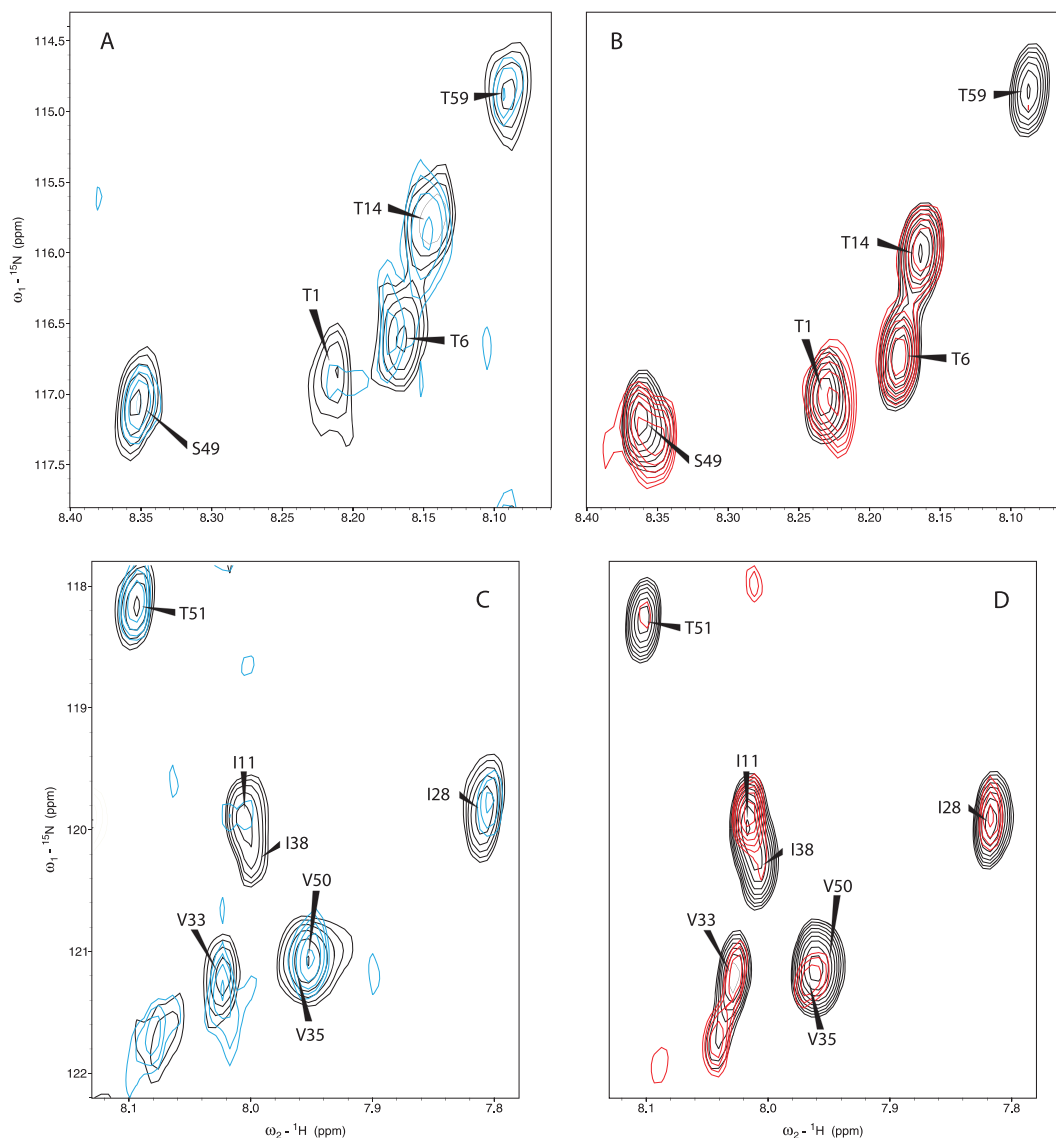 A
B
114.5
115.0
115.5
116.0
116.5
117.0
117.5
ω1 - 15N (ppm)
T59
T14
T1
T6
S49
T59
T14
T1
T6
S49
8.40 8.35 8.30 8.25 8.20 8.15 8.10
8.40 8.35 8.30 8.25 8.20 8.15 8.10
C
D
118
119
120
121
122
ω1 - 15N (ppm)
T51
I11
I28
I38
V50
V33
V35
T51
I11
I28
I38
V50
V33
V35
8.1 8.0 7.9 7.8
8.1 8.0 7.9 7.8
ω2 - 1H (ppm)
ω2 - 1H (ppm)